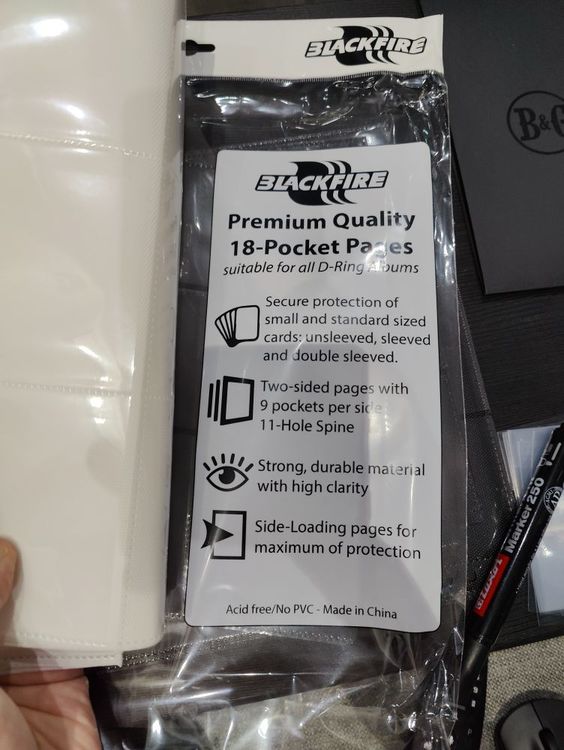 BLACKFIRE
BLACKFIRE
Premium Quality
18-Pocket Pages
suitable for all D-Ring Albums
Secure protection of
small and standard sized
cards: unsleeved, sleeved
and double sleeved.
Two-sided pages with
9 pockets per side
11-Hole Spine
Strong, durable material
with high clarity
Side-Loading pages for
maximum of protection
Acid free/No PVC - Made in China
Marker 250